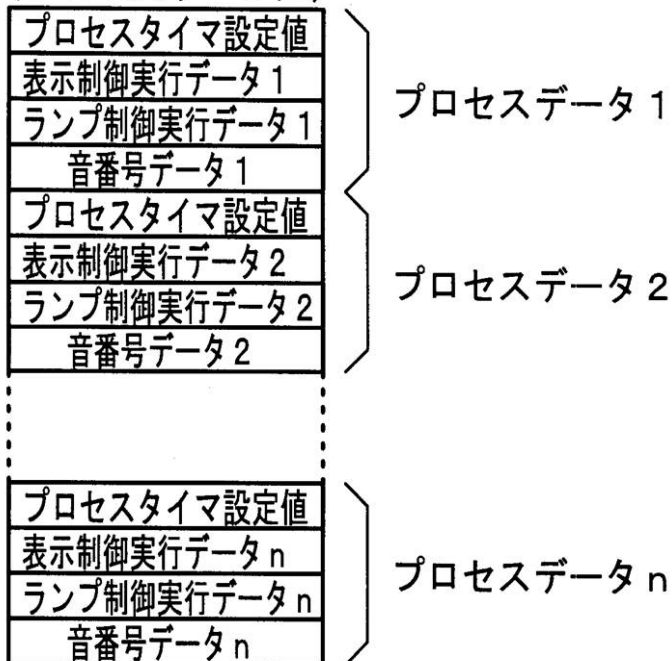 プロセスタイマ設定値
表示制御実行データ1
ランプ制御実行データ1
音番号データ1
プロセスデータ1
プロセスタイマ設定値
表示制御実行データ2
ランプ制御実行データ2
音番号データ2
プロセスデータ2
プロセスタイマ設定値
表示制御実行データn
ランプ制御実行データn
音番号データn
プロセスデータn